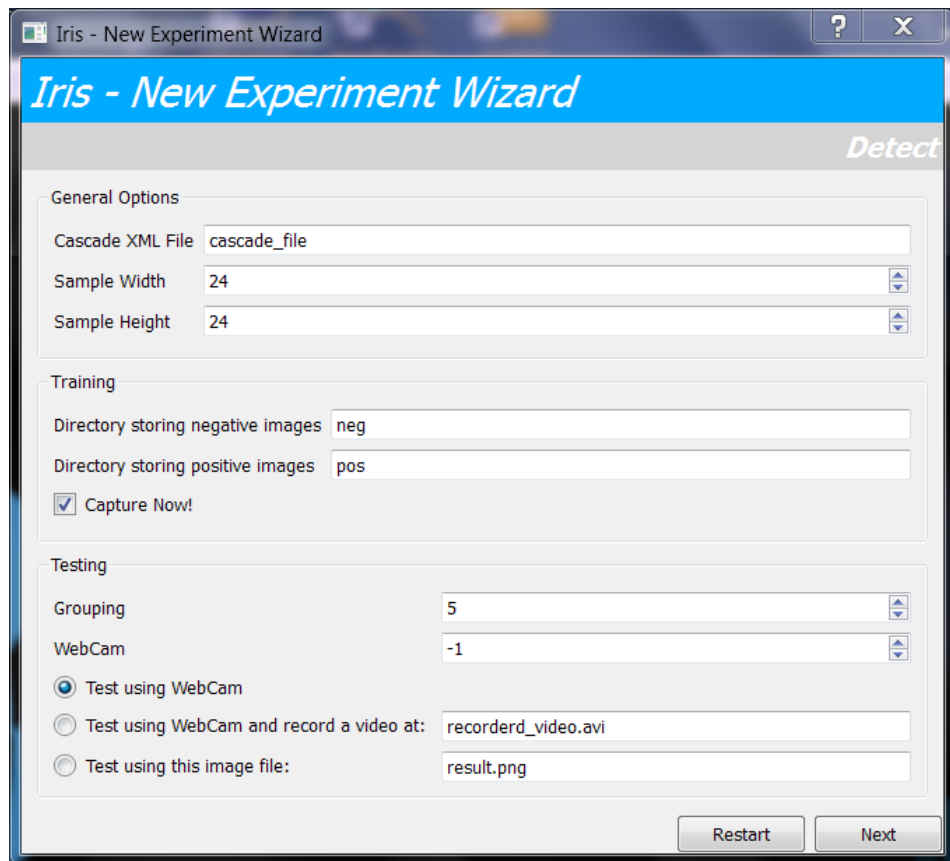 Iris - New Experiment Wizard
? X
Iris - New Experiment Wizard
Detect
General Options
Cascade XML File cascade_file
Sample Width 24
Sample Height 24
Training
Directory storing negative images neg
Directory storing positive images pos
Capture Now!
Testing
Grouping 5
WebCam -1
Test using WebCam
Test using WebCam and record a video at: recorderd_video.avi
Test using this image file: result.png
Restart Next